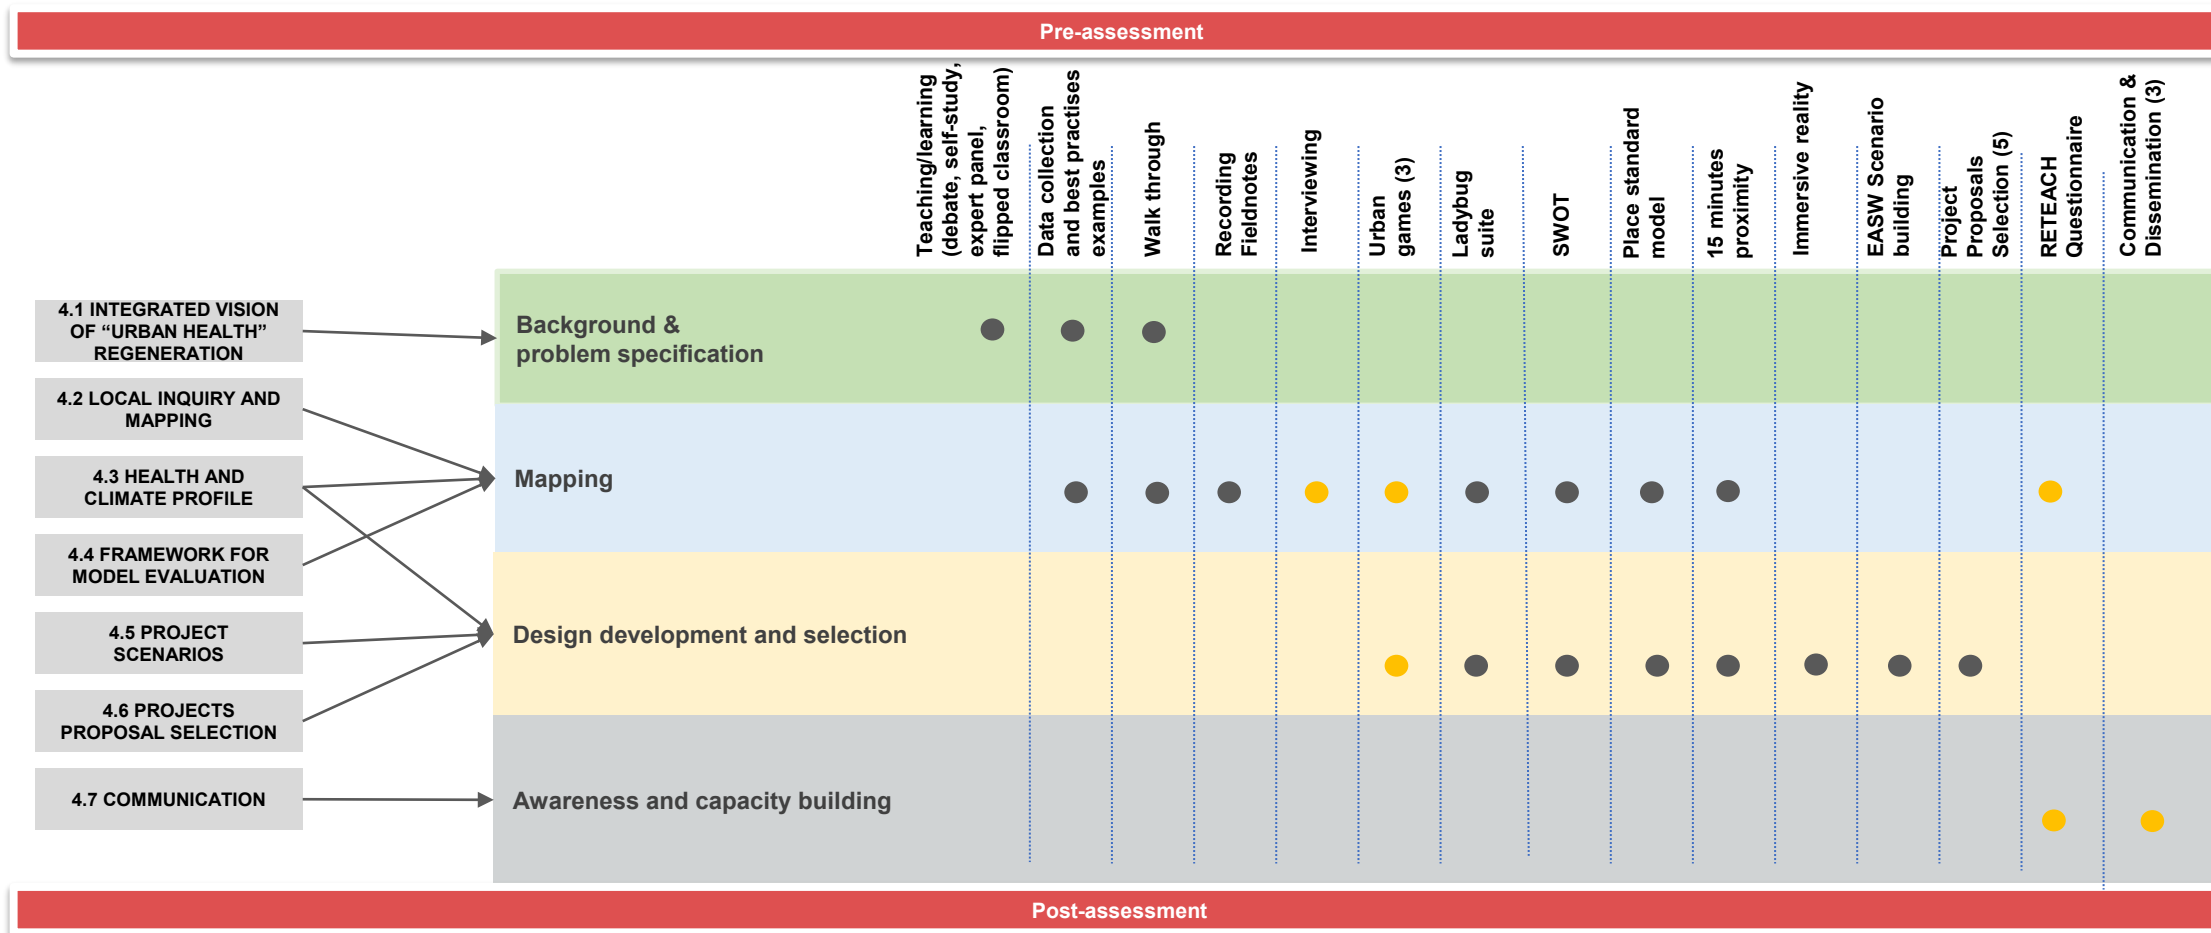 Pre-assessment
Teaching/learning
(debate, self-study,
expert panel,
flipped classroom)
Data collection
and best practises
examples
Walk through
Recording
Fieldnotes
Interviewing
Urban
games (3)
Ladybug
suite
SWOT
Place standard
model
15 minutes
proximity
Immersive reality
EASW Scenario
building
Project
Proposals
Selection (5)
RETEACH
Questionnaire
Communication &
Dissemination (3)
4.1 INTEGRATED VISION
OF “URBAN HEALTH”
REGENERATION
4.2 LOCAL INQUIRY AND
MAPPING
4.3 HEALTH AND
CLIMATE PROFILE
4.4 FRAMEWORK FOR
MODEL EVALUATION
4.5 PROJECT
SCENARIOS
4.6 PROJECTS
PROPOSAL SELECTION
4.7 COMMUNICATION
Background &
problem specification
Mapping
Design development and selection
Awareness and capacity building
Post-assessment